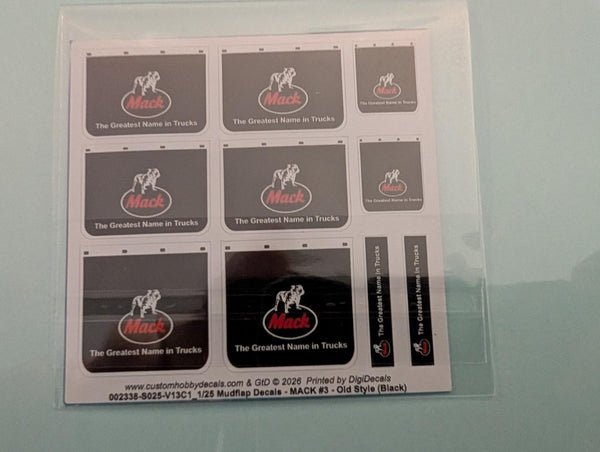 Mack
The Greatest Name in Trucks
Mack
The Greatest Name in Trucks
Mack
The Greatest Name in Trucks
Mack
The Greatest Name in Trucks
Mack
The Greatest Name in Trucks
Mack
The Greatest Name in Trucks
Mack
The Greatest Name in Trucks
Mack
The Greatest Name in Trucks
The Greatest Name in Trucks
The Greatest Name in Trucks
www.customhobbydecals.com & GtD © 2026 Printed by DigiDecals
002338-S025-V13C1_1/25 Mudflap Decals - MACK #3 - Old Style (Black)